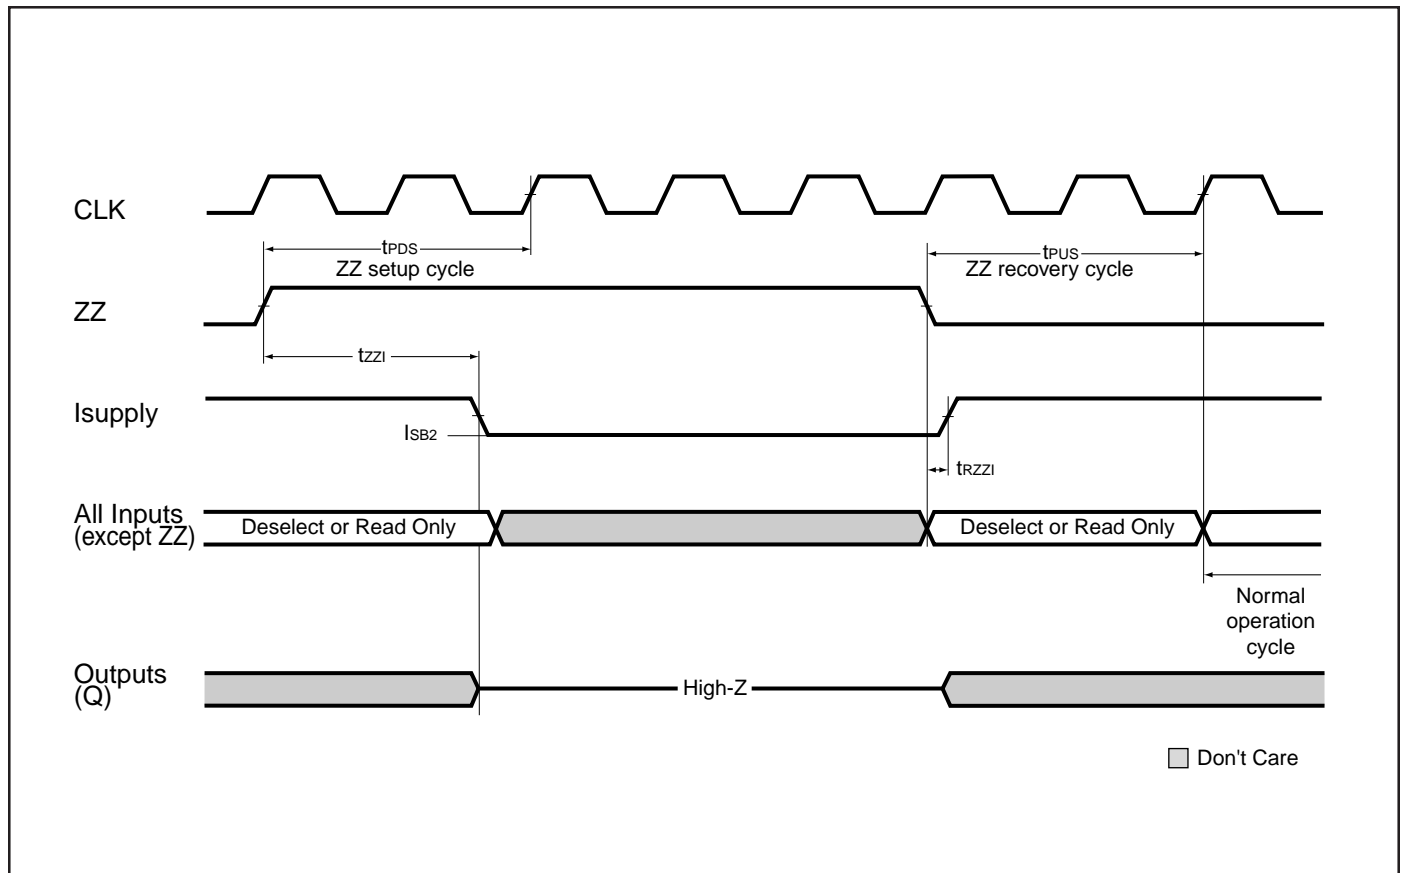 CLK
tPDS
ZZ setup cycle
tPUS
ZZ recovery cycle
ZZ
tZZI
Isupply
ISB2
tRZZI
All Inputs
(except ZZ)
Deselect or Read Only
Deselect or Read Only
Normal
operation
cycle
Outputs
(Q)
High-Z
Don't Care